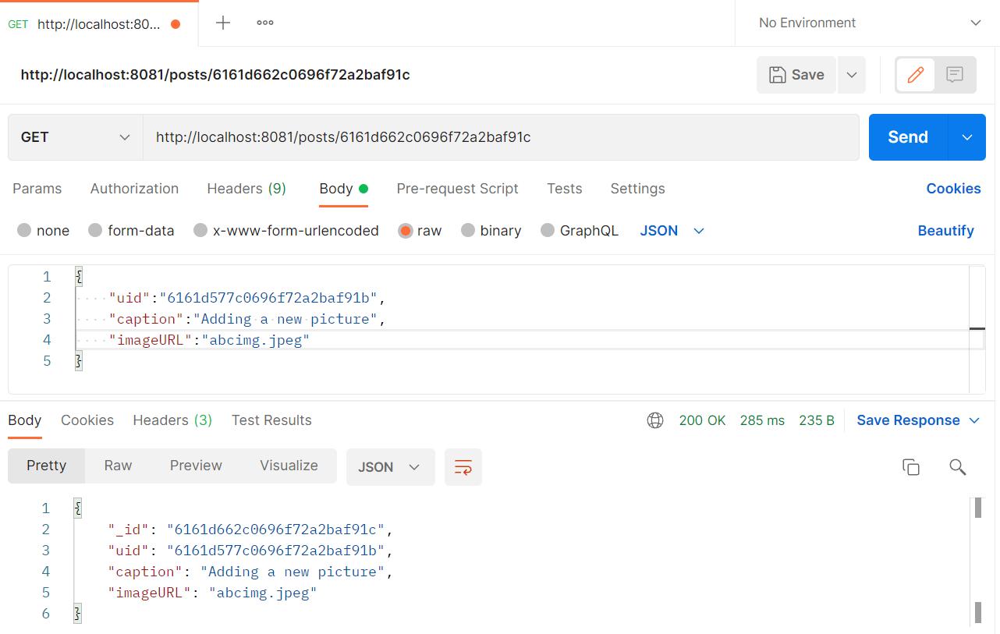 GET http://localhost:80... No Environment
http://localhost:8081/posts/6161d662c0696f72a2baf91c Save
GET http://localhost:8081/posts/6161d662c0696f72a2baf91c Send
Params Authorization Headers (9) Body Pre-request Script Tests Settings Cookies
none form-data x-www-form-urlencoded raw binary GraphQL JSON Beautify
1 {
2 "uid":"6161d577c0696f72a2baf91b",
3 "caption":"Adding a new picture",
4 "imageURL":"abcimg.jpeg"
5 }
Body Cookies Headers (3) Test Results 200 OK 285 ms 235 B Save Response
Pretty Raw Preview Visualize JSON
1 {
2 "_id": "6161d662c0696f72a2baf91c",
3 "uid": "6161d577c0696f72a2baf91b",
4 "caption": "Adding a new picture",
5 "imageURL": "abcimg.jpeg"
6 }